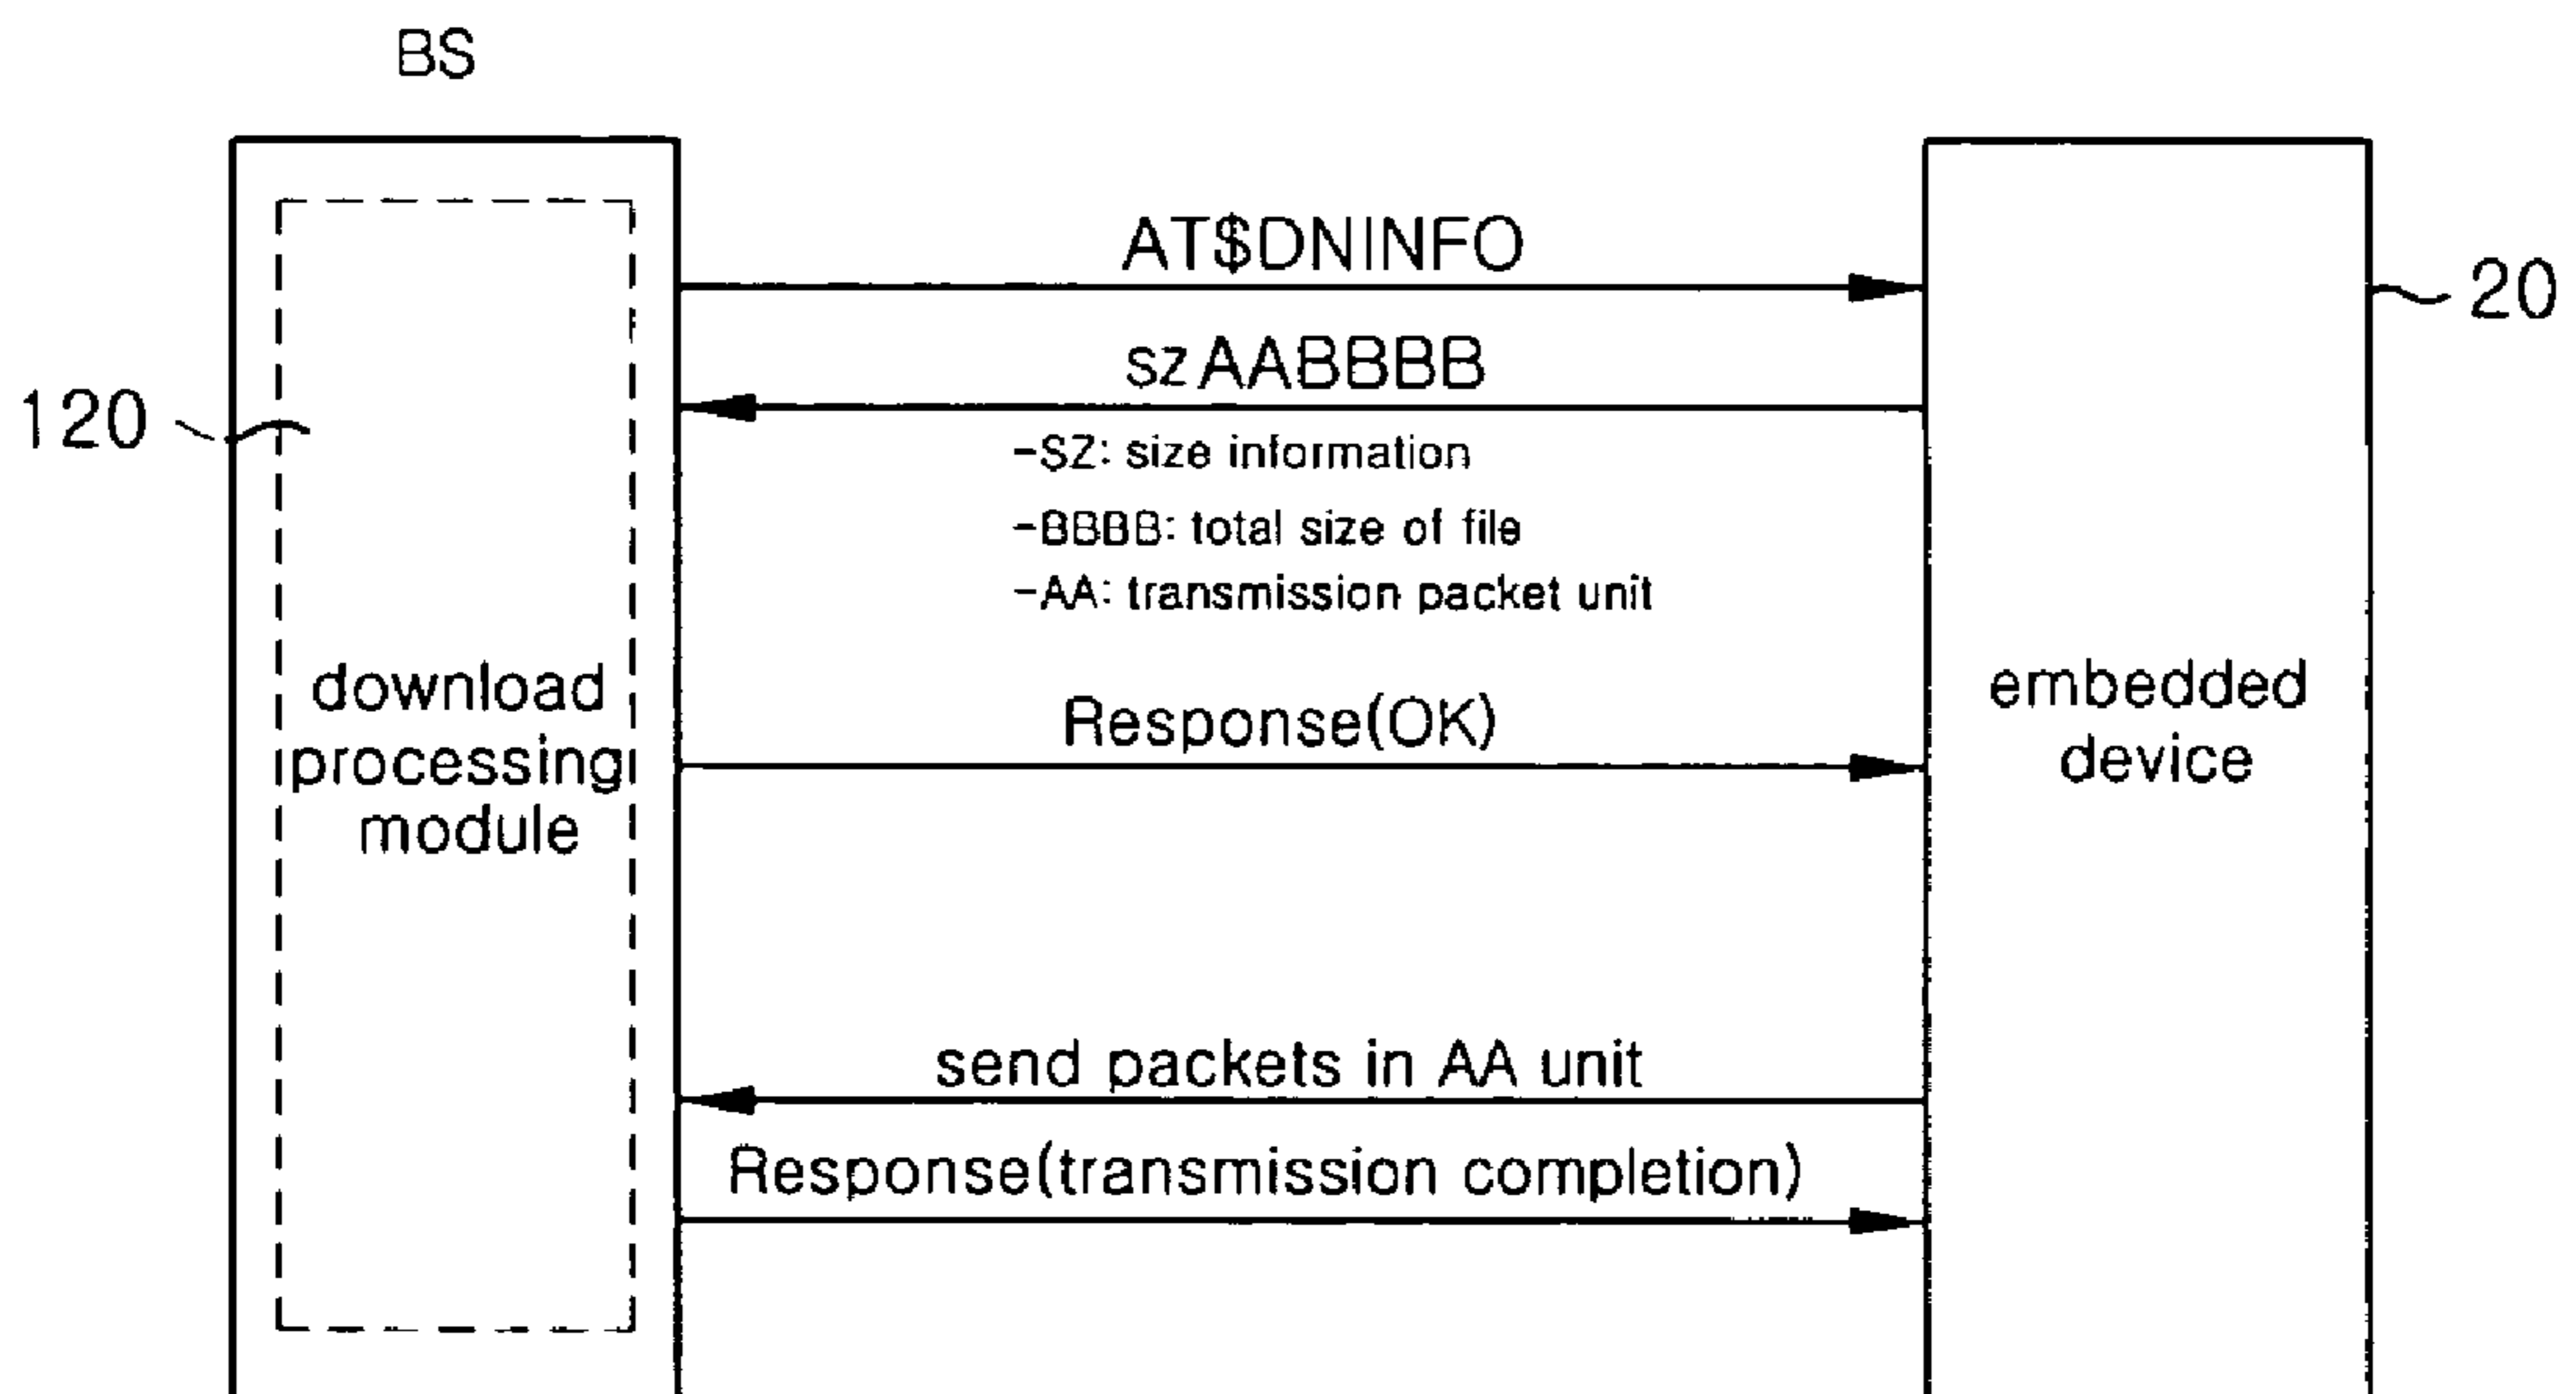 BS
AT$DNINFO
20
szAABBBB
120
-SZ: size information
-BBBB: total size of file
-AA: transmission packet unit
download
processing
module
Response(OK)
embedded
device
send packets in AA unit
Response(transmission completion)